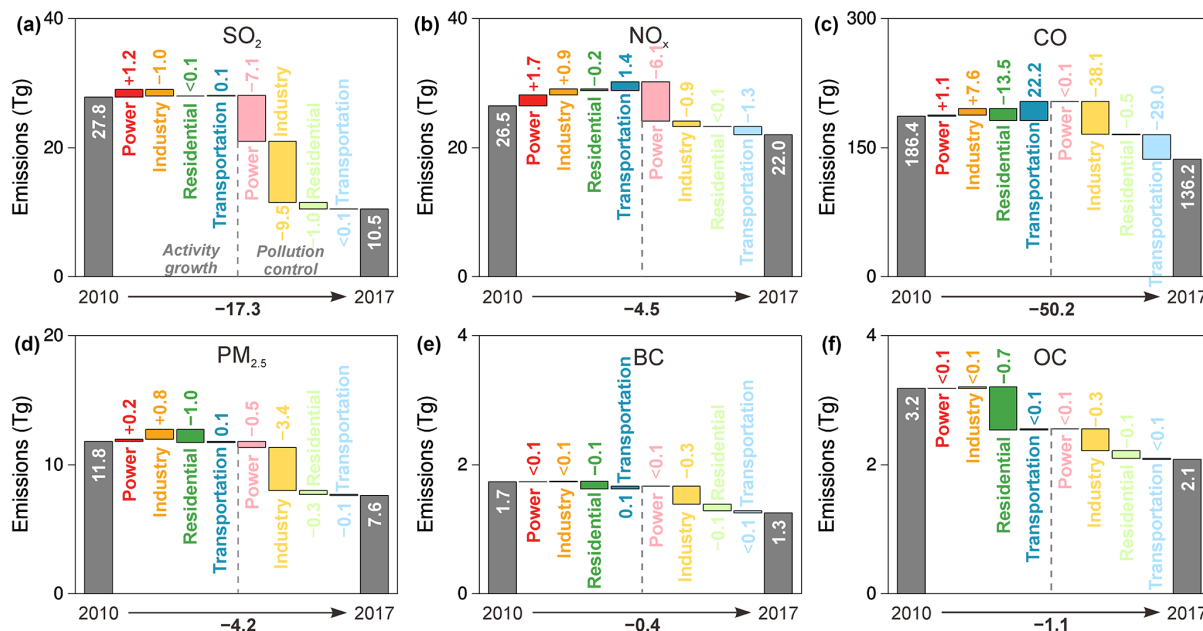 (a)
SO2
Emissions (Tg)
40
20
0
27.8
Power +1.2
Industry −1.0
Residential <0.1
Transportation 0.1
Power −7.1
−9.5 Industry
−1.0 Residential
<0.1 Transportation
10.5
Activity
growth
Pollution
control
2010
2017
−17.3
(b)
NOx
Emissions (Tg)
40
20
0
26.5
Power +1.7
Industry +0.9
Residential −0.2
Transportation 1.4
Power −6.1
Industry −0.9
Residential <0.1
Transportation −1.3
22.0
2010
2017
−4.5
(c)
CO
Emissions (Tg)
300
150
0
186.4
Power +1.1
Industry +7.6
Residential −13.5
Transportation 22.2
Power <0.1
Industry −38.1
Residential −0.5
Transportation −29.0
136.2
2010
2017
−50.2
(d)
PM2.5
Emissions (Tg)
20
10
0
11.8
Power +0.2
Industry +0.8
Residential −1.0
Transportation 0.1
Power −0.5
Industry −3.4
−0.3 Residential
−0.1 Transportation
7.6
2010
2017
−4.2
(e)
BC
Emissions (Tg)
4
2
0
1.7
Power <0.1
Industry <0.1
Residential −0.1
0.1 Transportation
Power <0.1
Industry −0.3
−0.1 Residential
<0.1 Transportation
1.3
2010
2017
−0.4
(f)
OC
Emissions (Tg)
4
2
0
3.2
Power <0.1
Industry <0.1
Residential −0.7
Transportation <0.1
Power <0.1
Industry −0.3
Residential −0.1
Transportation <0.1
2.1
2010
2017
−1.1